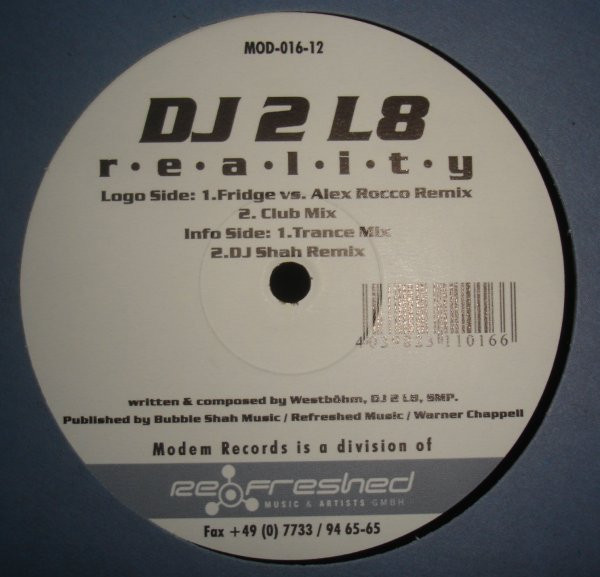 MOD-016-12
DJ 2 L8
r•e•a•l•i•t•y
Logo Side: 1.Fridge vs. Alex Rocco Remix
2. Club Mix
Info Side: 1.Trance Mix
2.DJ Shah Remix
110166
written & composed by Westböhm, DJ 2 L8, SMP.
Published by Bubble Shah Music / Refreshed Music / Warner Chappell
Modem Records is a division of
refreshed
MUSIC & ARTISTS GMBH
Fax +49 (0) 7733 / 94 65-65